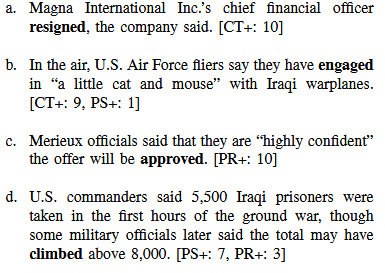 a. Magna International Inc.'s chief financial officer
resigned, the company said. [CT+: 10]
b. In the air, U.S. Air Force fliers say they have engaged
in “a little cat and mouse” with Iraqi warplanes.
[CT+: 9, PS+: 1]
c. Merieux officials said that they are “highly confident”
the offer will be approved. [PR+: 10]
d. U.S. commanders said 5,500 Iraqi prisoners were
taken in the first hours of the ground war, though
some military officials later said the total may have
climbed above 8,000. [PS+: 7, PR+: 3]